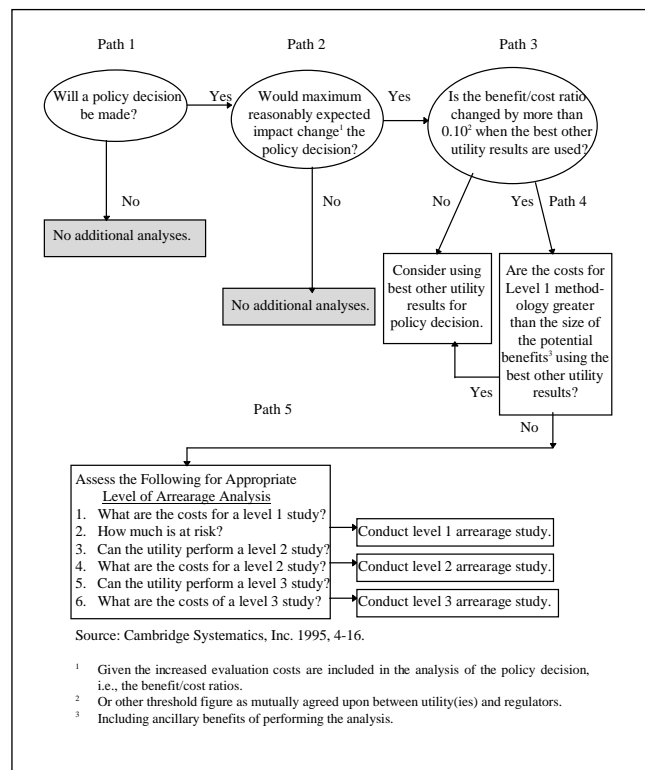 Path 1
Path 2
Path 3
Will a policy decision
be made?
Yes
Would maximum
reasonably expected
impact change¹ the
policy decision?
Yes
Is the benefit/cost ratio
changed by more than
0.10² when the best other
utility results are used?
No
No additional analyses.
No
No additional analyses.
No
Yes
Path 4
Consider using
best other utility
results for
policy decision.
Are the costs for
Level 1 method-
ology greater
than the size of
the potential
benefits³ using the
best other utility
results?
Yes
No
Path 5
Assess the Following for Appropriate
Level of Arrearage Analysis
1. What are the costs for a level 1 study?
2. How much is at risk?
3. Can the utility perform a level 2 study?
4. What are the costs for a level 2 study?
5. Can the utility perform a level 3 study?
6. What are the costs of a level 3 study?
Conduct level 1 arrearage study.
Conduct level 2 arrearage study.
Conduct level 3 arrearage study.
Source: Cambridge Systematics, Inc. 1995, 4-16.
¹ Given the increased evaluation costs are included in the analysis of the policy decision,
i.e., the benefit/cost ratios.
² Or other threshold figure as mutually agreed upon between utility(ies) and regulators.
³ Including ancillary benefits of performing the analysis.